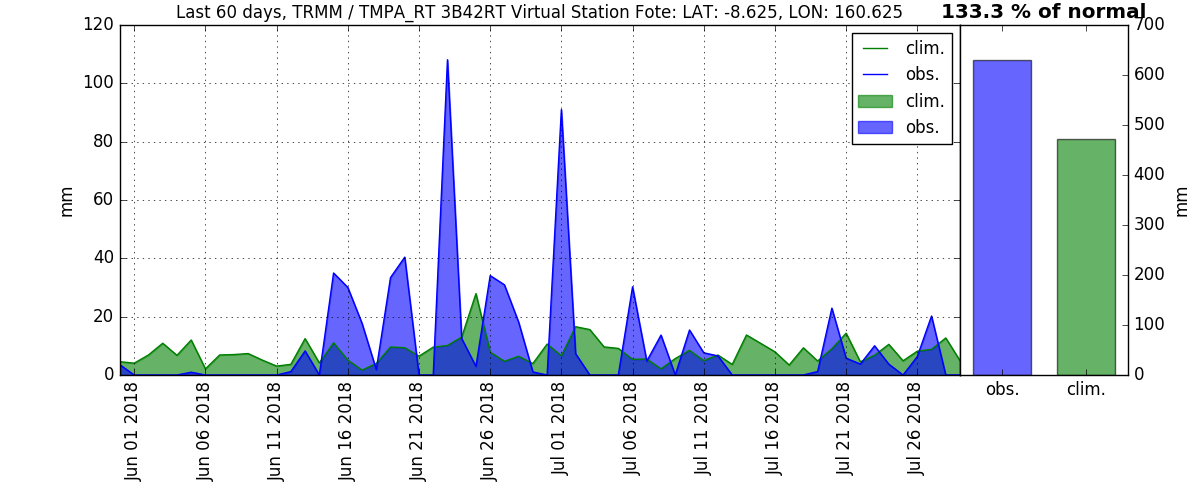 Last 60 days, TRMM / TMPA_RT 3B42RT Virtual Station Fote: LAT: -8.625, LON: 160.625
133.3 % of normal
120
100
80
60
40
20
0
mm
clim.
obs.
clim.
obs.
700
600
500
400
300
200
100
0
mm
Jun 01 2018
Jun 06 2018
Jun 11 2018
Jun 16 2018
Jun 21 2018
Jun 26 2018
Jul 01 2018
Jul 06 2018
Jul 11 2018
Jul 16 2018
Jul 21 2018
Jul 26 2018
obs.
clim.